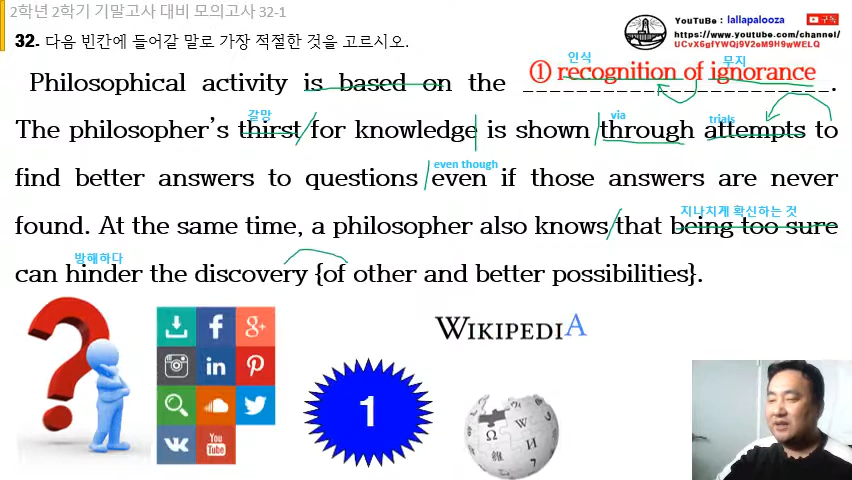 2학년 2학기 기말고사 대비 모의고사 32-1
YouTuBe : lallapalooza 구독
https://www.youtube.com/channel/
UCvX6gfYWQj9V2eM9H9wWELQ
32. 다음 빈칸에 들어갈 말로 가장 적절한 것을 고르시오.
인식 무지
Philosophical activity is based on the ① recognition of ignorance.
갈망 via trials
The philosopher's thirst for knowledge is shown through attempts to
even though
find better answers to questions even if those answers are never
지나치게 확신하는 것
found. At the same time, a philosopher also knows that being too sure
방해하다
can hinder the discovery {of other and better possibilities}.
WIKIPEDIA
f g+
in
You
Tube
1
Ω W И 維